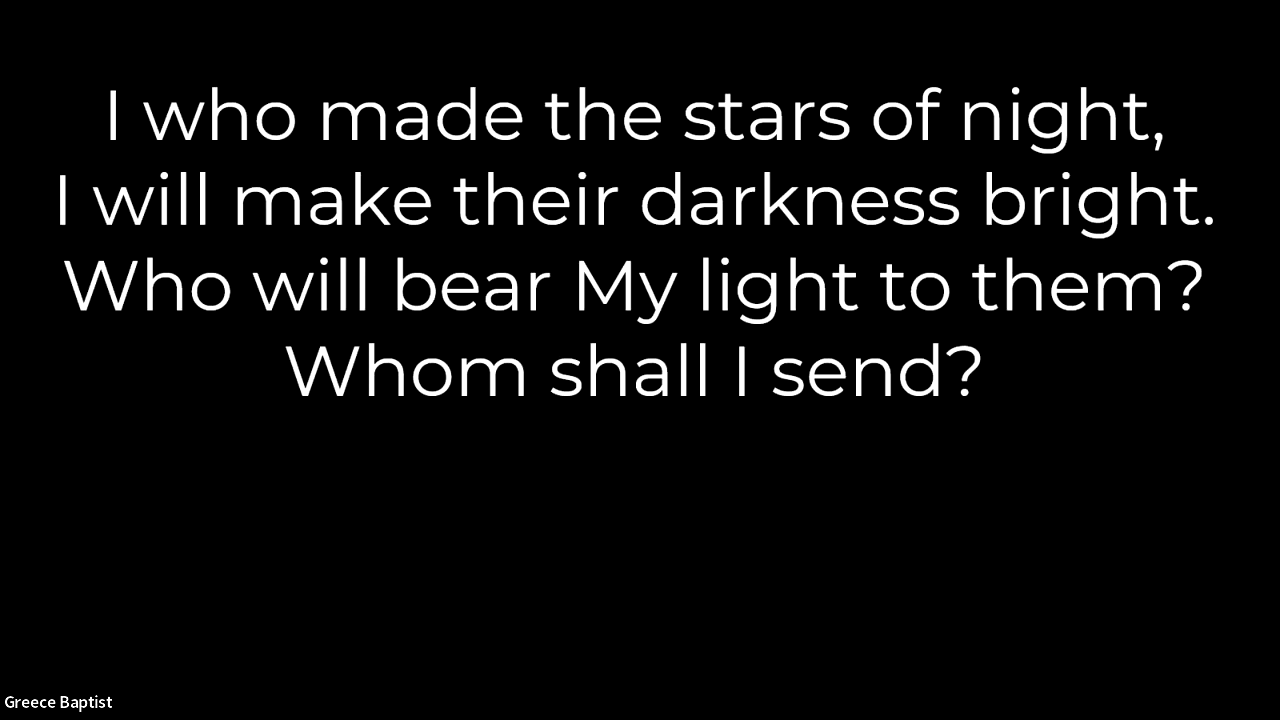 I who made the stars of night,
I will make their darkness bright.
Who will bear My light to them?
Whom shall I send?
Greece Baptist